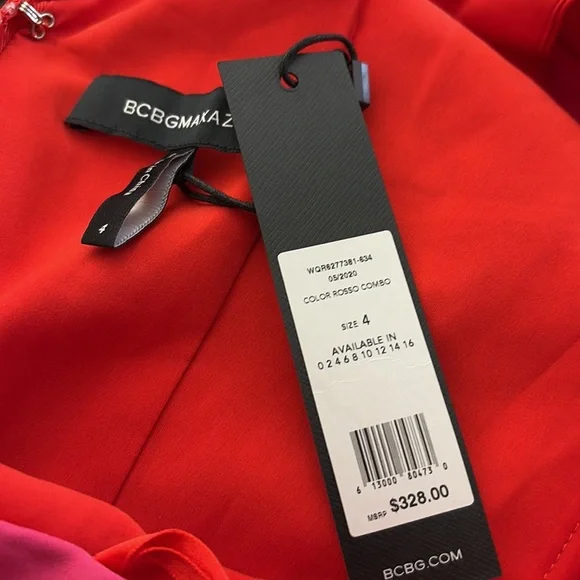 BCBGMAXAZ
4
WQR6277381-634
05/2020
COLOR ROSSO COMBO
SIZE 4
AVAILABLE IN
0 2 4 6 8 10 12 14 16
6 13000 80473 0
MSRP $328.00
BCBG.COM